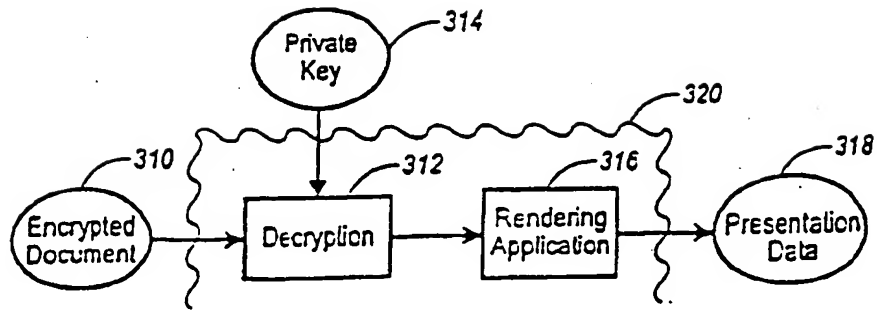 Private
Key
314
320
310
312
316
318
Encrypted
Document
Decryption
Rendering
Application
Presentation
Data